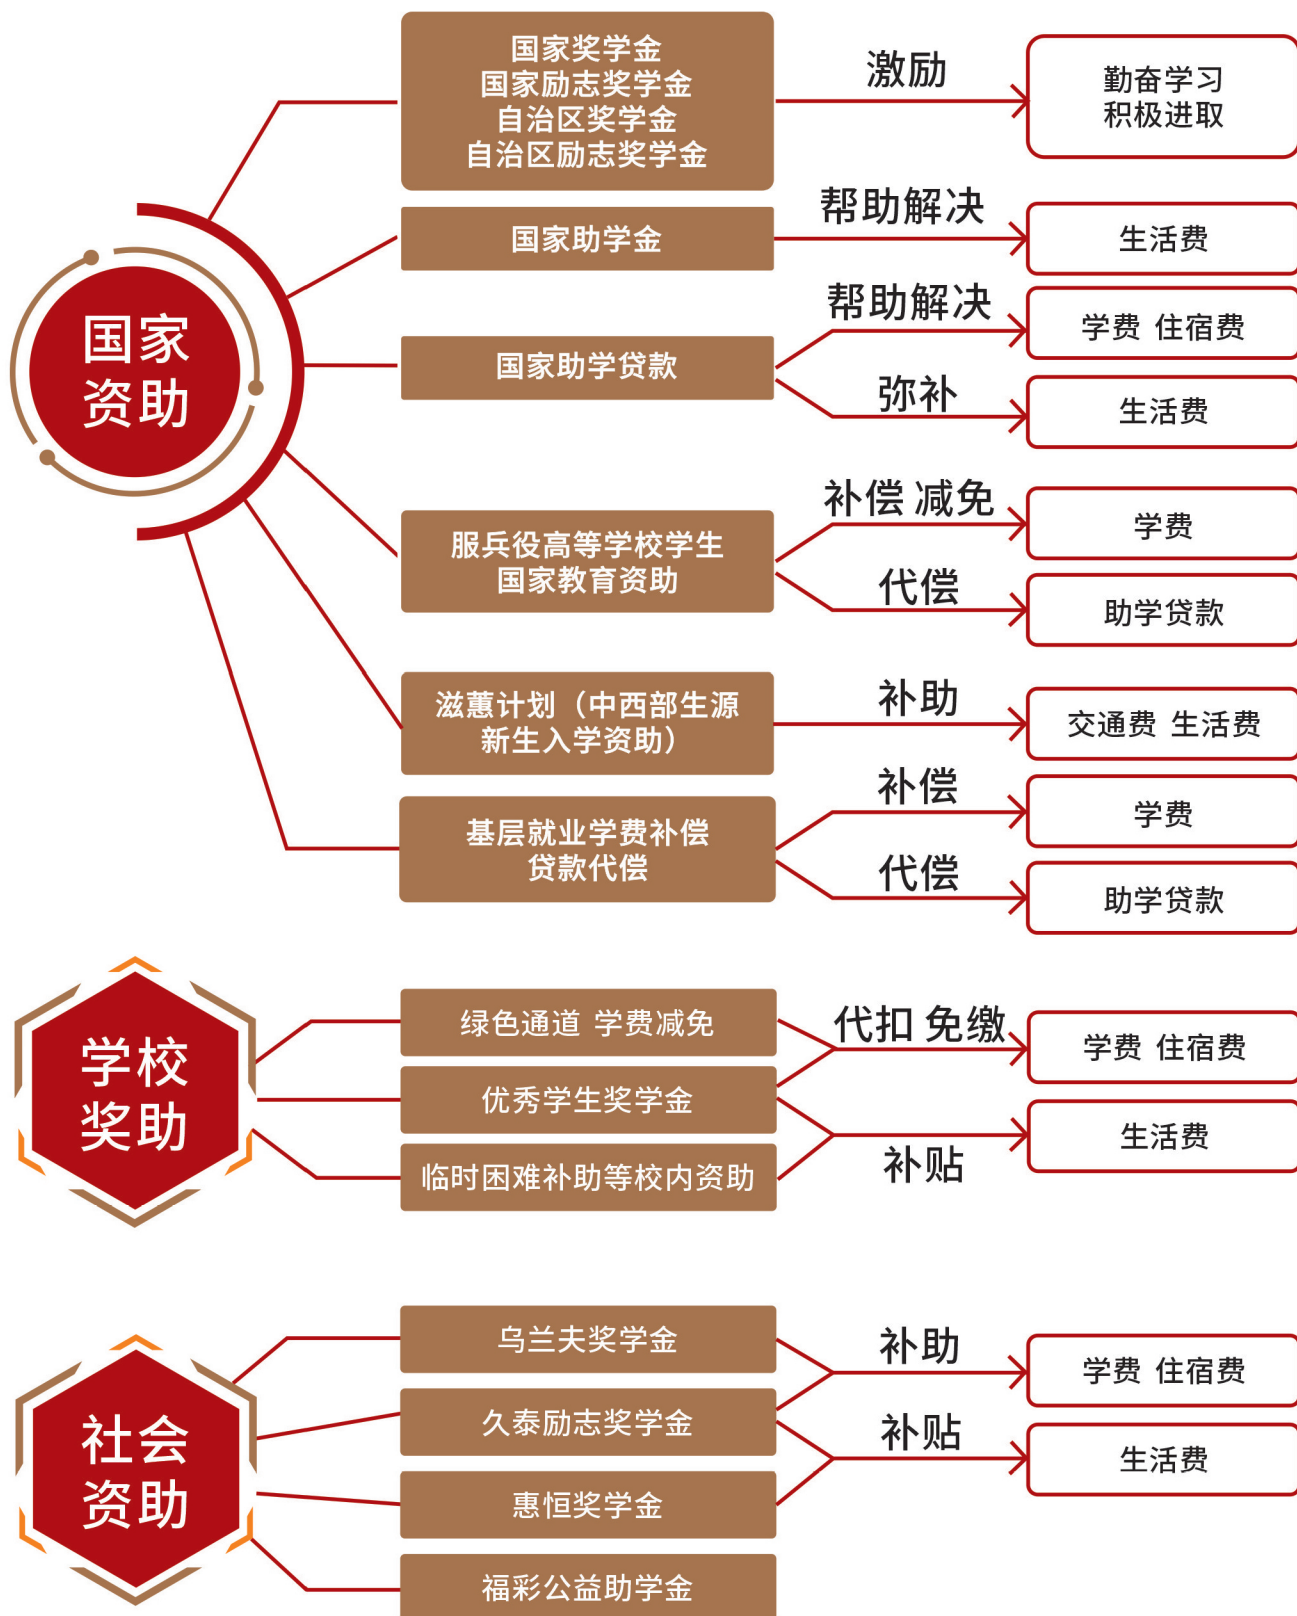 国家
资助
国家奖学金
国家励志奖学金
自治区奖学金
自治区励志奖学金
激励
勤奋学习
积极进取
国家助学金
帮助解决
生活费
国家助学贷款
帮助解决
学费 住宿费
弥补
生活费
服兵役高等学校学生
国家教育资助
补偿 减免
学费
代偿
助学贷款
滋蕙计划（中西部生源
新生入学资助）
补助
交通费 生活费
基层就业学费补偿
贷款代偿
补偿
学费
代偿
助学贷款
学校
奖助
绿色通道 学费减免
优秀学生奖学金
临时困难补助等校内资助
代扣 免缴
学费 住宿费
补贴
生活费
社会
资助
乌兰夫奖学金
久泰励志奖学金
惠恒奖学金
福彩公益助学金
补助
学费 住宿费
补贴
生活费